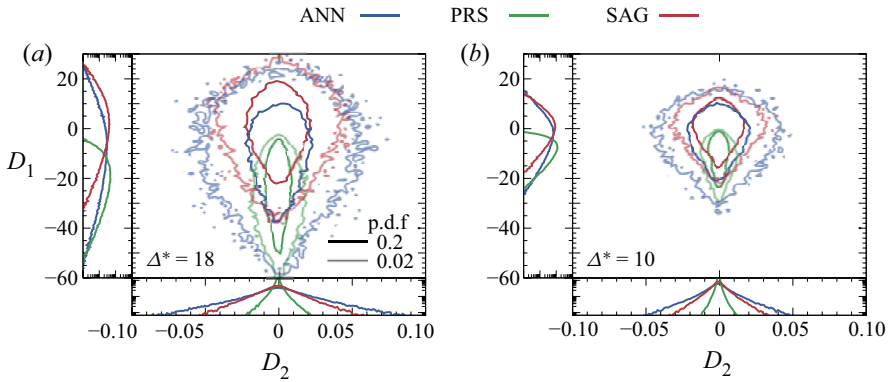 ANN PRS SAG
(a) (b)
20 20
0 0
D1 −20 −20
−40 −40
−60 −60
p.d.f
0.2
0.02
Δ* = 18 Δ* = 10
−0.10 −0.05 0 0.05 −0.10 −0.05 0 0.05 0.10
D2 D2